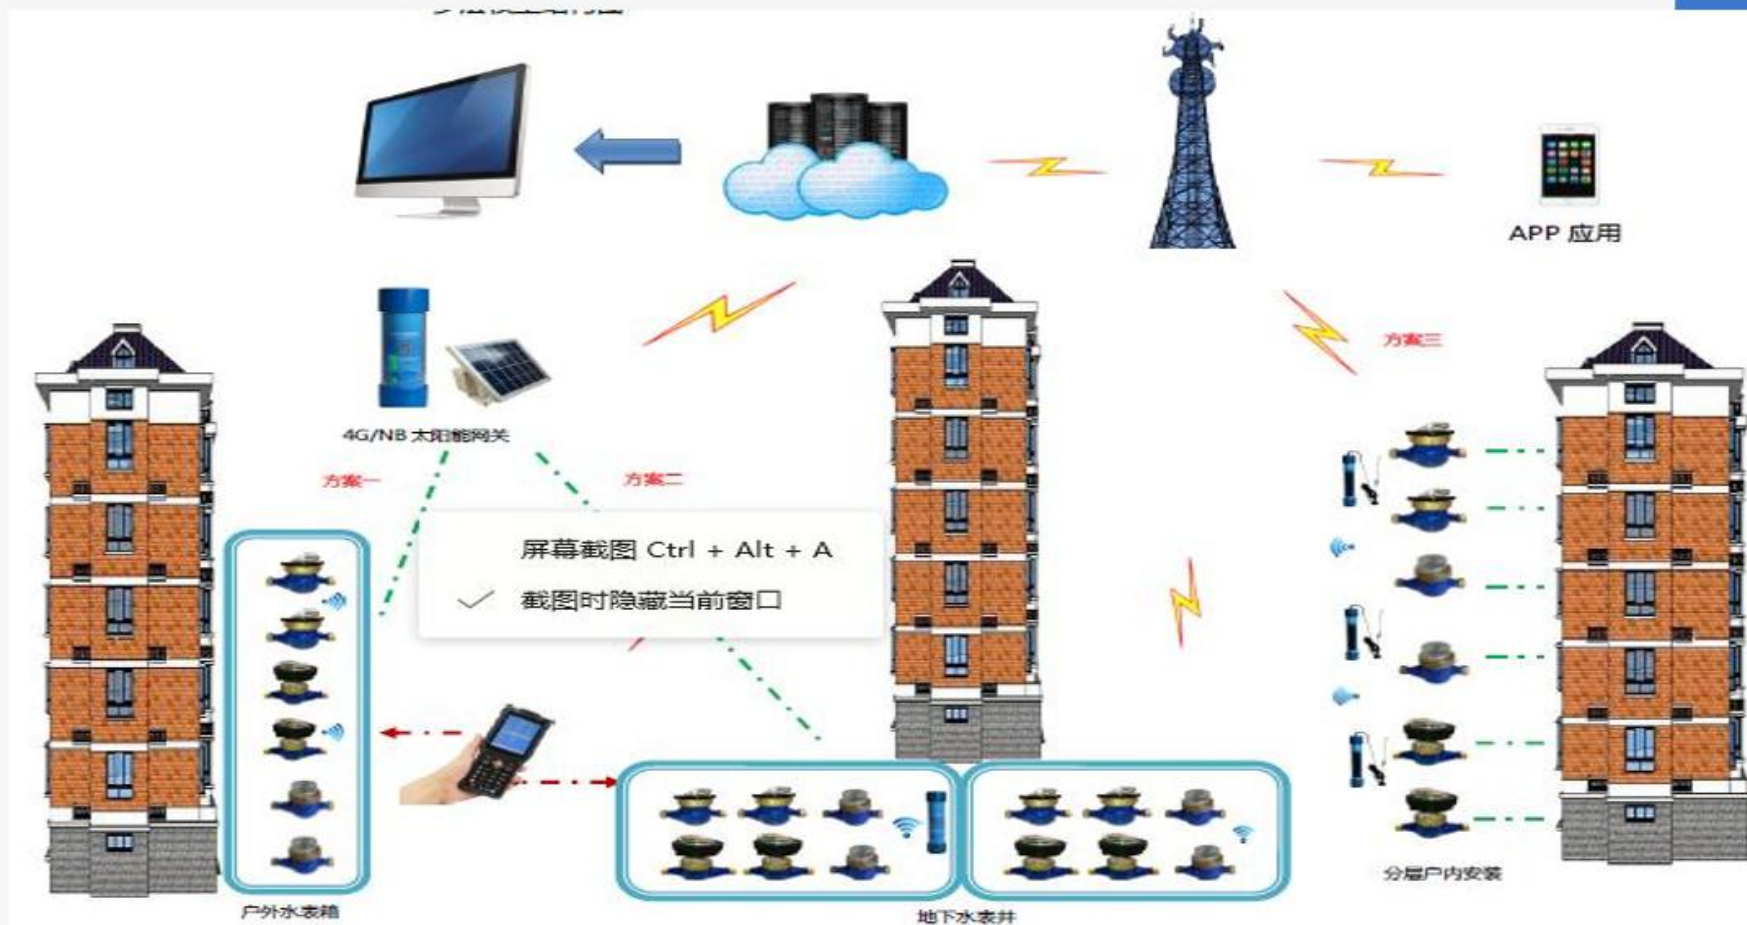 APP 应用
方案三
4G/NB 太阳能网关
方案一
方案二
屏幕截图 Ctrl + Alt + A
截图时隐藏当前窗口
分层户内安装
户外水表箱
地下水表井